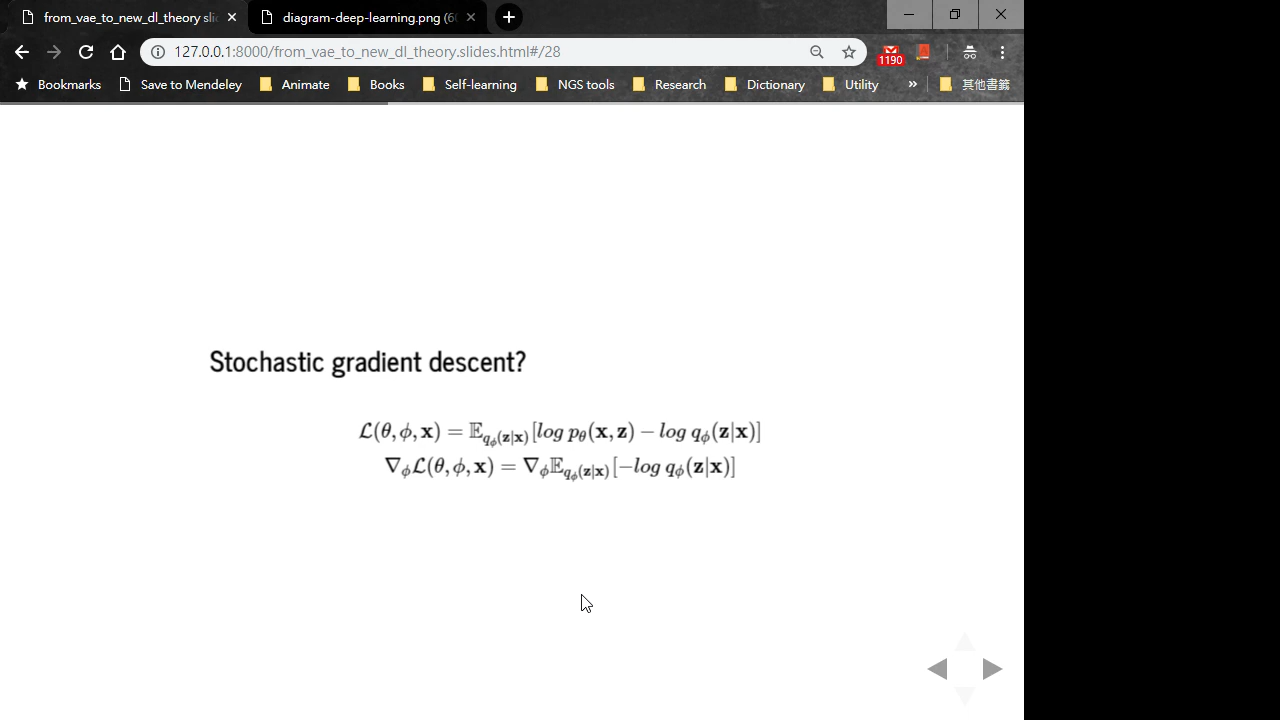 from_vae_to_new_dl_theory sli
diagram-deep-learning.png (6
127.0.0.1:8000/from_vae_to_new_dl_theory.slides.html#/28
1190
Bookmarks Save to Mendeley Animate Books Self-learning NGS tools Research Dictionary Utility » 其他書籤
Stochastic gradient descent?
ℒ(θ, ϕ, x) = 𝔼_{q_ϕ(z|x)}[log p_θ(x, z) − log q_ϕ(z|x)]
∇_ϕℒ(θ, ϕ, x) = ∇_ϕ𝔼_{q_ϕ(z|x)}[−log q_ϕ(z|x)]